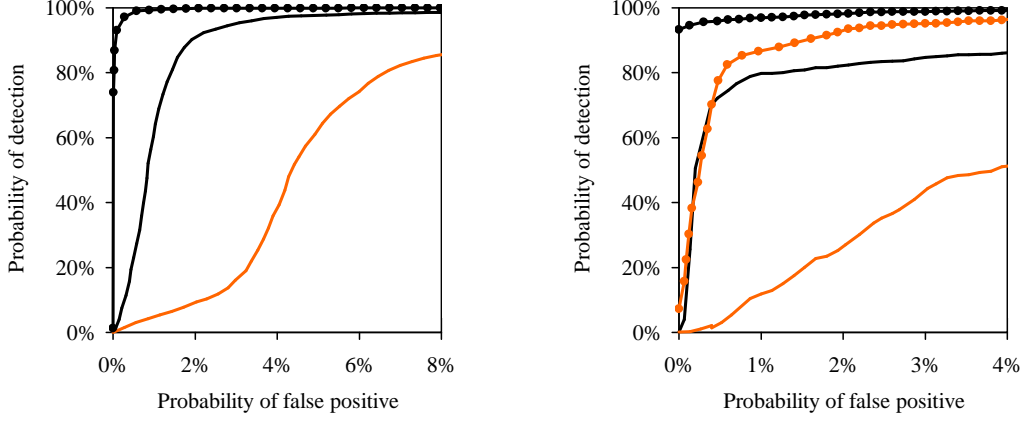 100%
80%
60%
40%
20%
0%
Probability of detection
0% 2% 4% 6% 8%
Probability of false positive
100%
80%
60%
40%
20%
0%
Probability of detection
0% 1% 2% 3% 4%
Probability of false positive